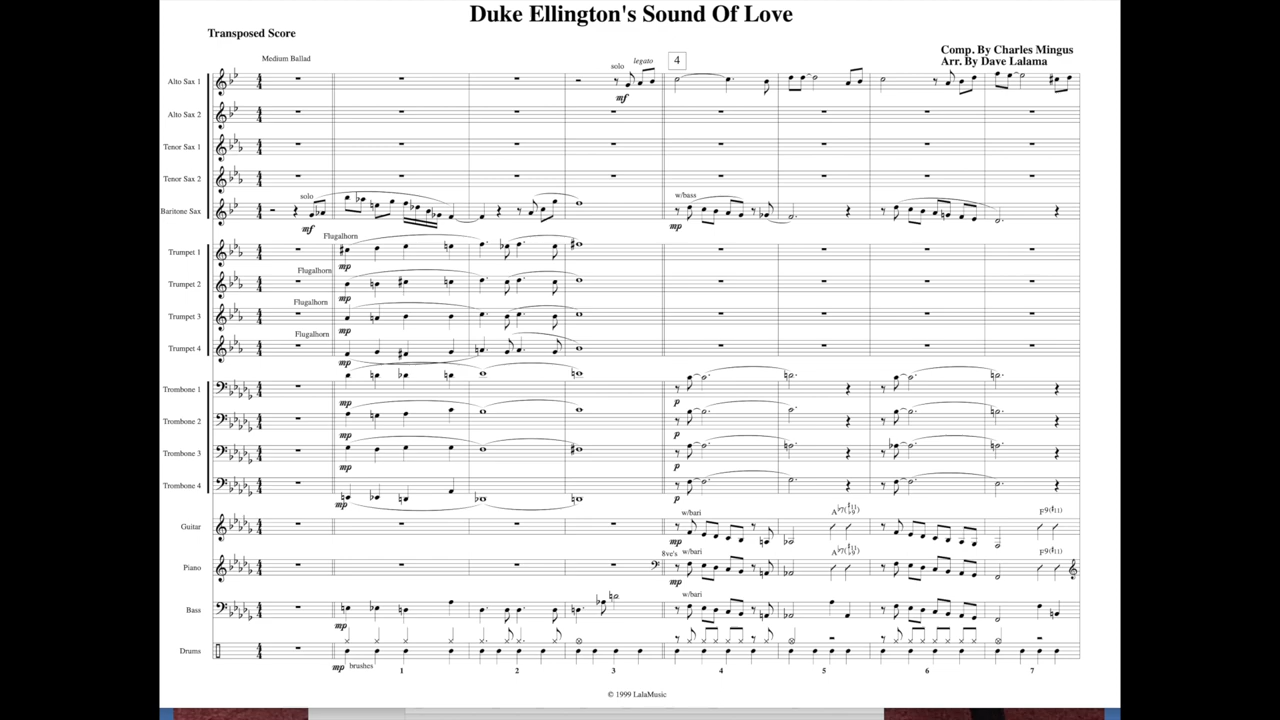 Duke Ellington's Sound Of Love
Transposed Score
Comp. By Charles Mingus
Arr. By Dave Lalama
Medium Ballad
solo legato
4
Alto Sax 1
mf
Alto Sax 2
Tenor Sax 1
Tenor Sax 2
solo
w/bass
Baritone Sax
mf
mp
Flugalhorn
Trumpet 1
mp
Flugalhorn
Trumpet 2
mp
Flugalhorn
Trumpet 3
mp
Flugalhorn
Trumpet 4
mp
Trombone 1
mp
p
Trombone 2
mp
p
Trombone 3
mp
p
Trombone 4
mp
p
w/bari
F9(♯11)
Guitar
mp
8ve's w/bari
F9(♯11)
Piano
mp
w/bari
Bass
mp
Drums
mp brushes
1 2 3 4 5 6 7
© 1999 LalaMusic